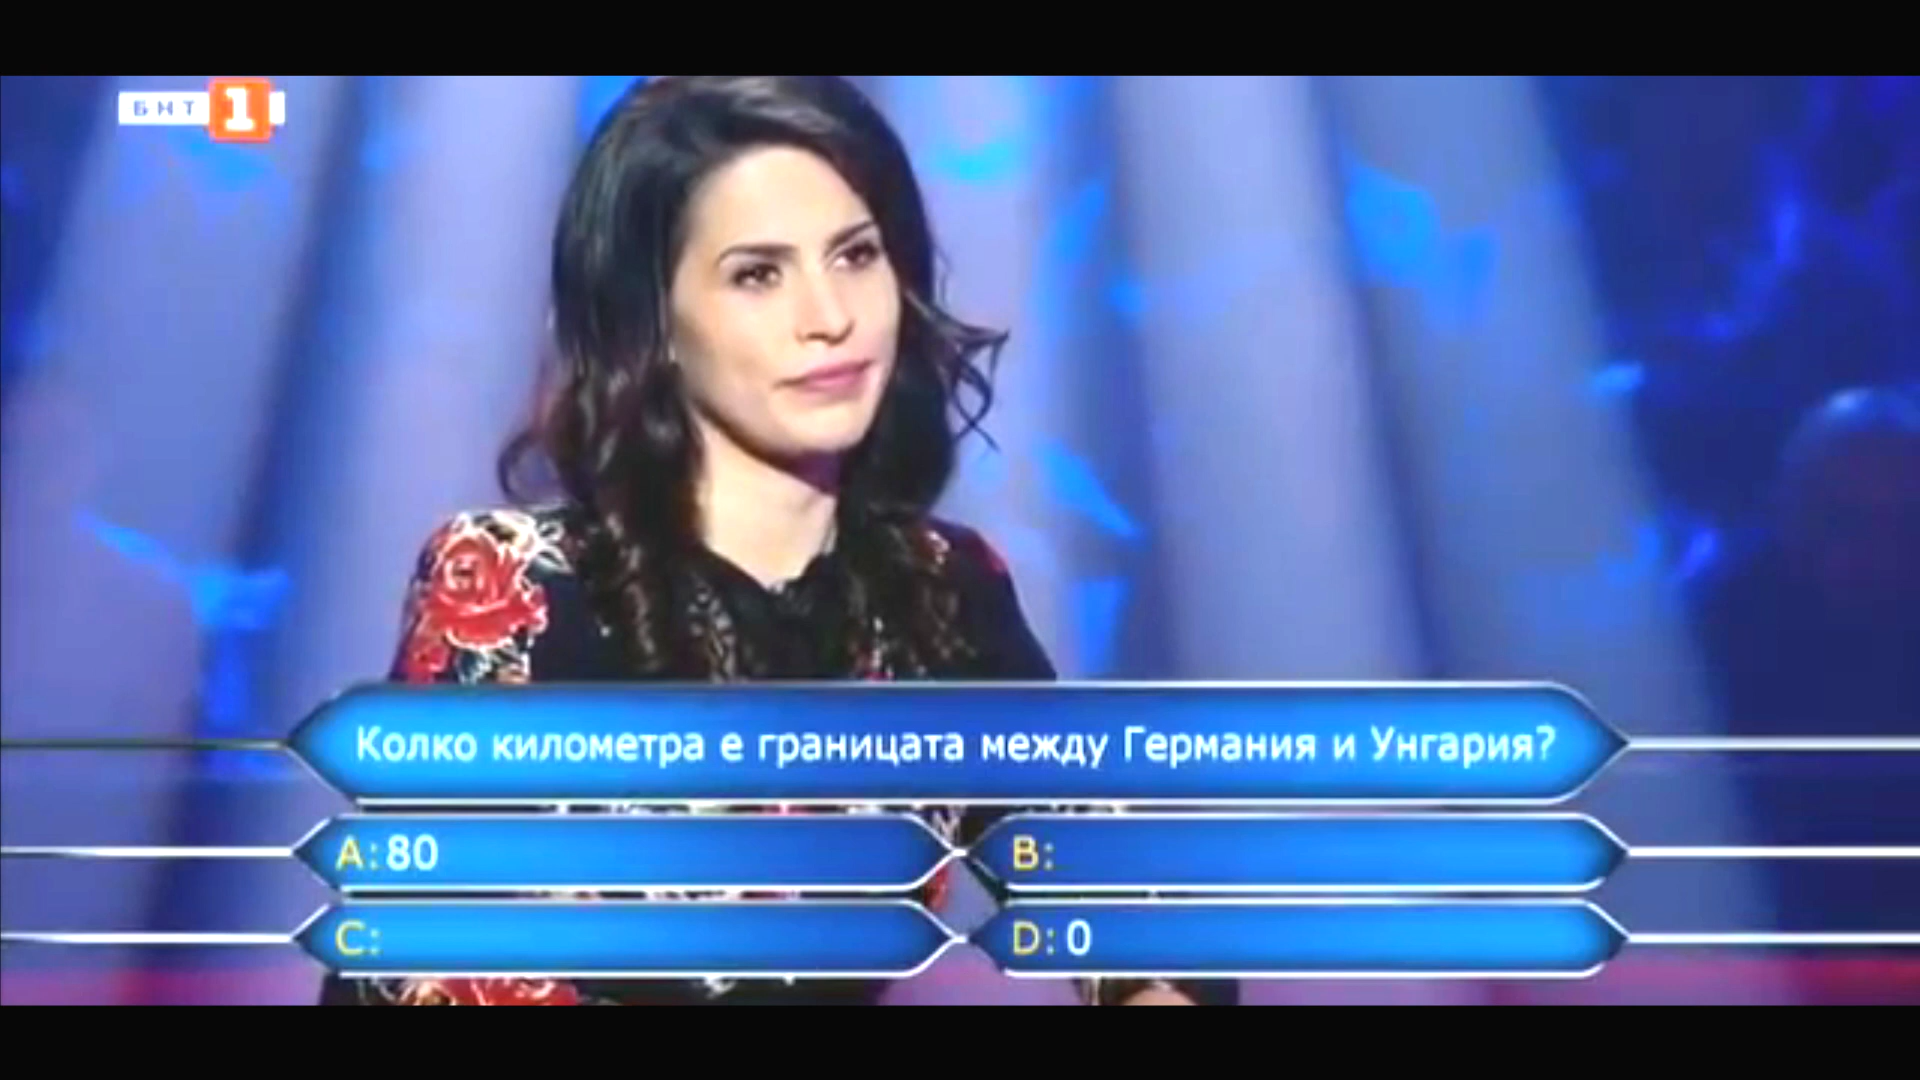 БНТ 1
Колко километра е границата между Германия и Унгария?
A: 80
B:
C:
D: 0